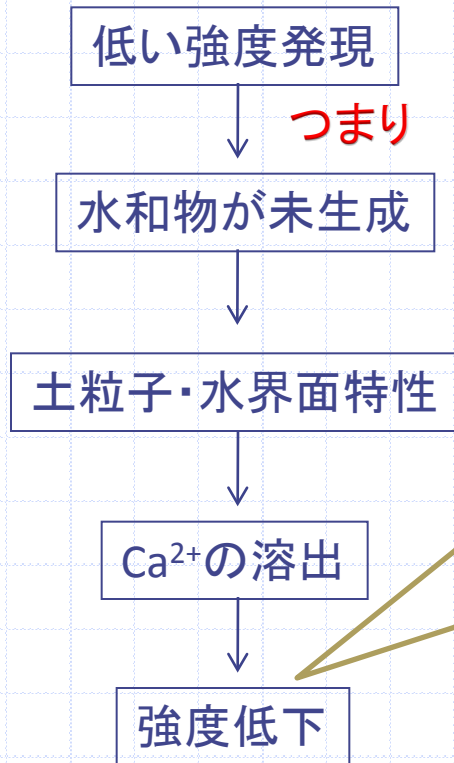 低い強度発現
つまり
水和物が未生成
土粒子・水界面特性
Ca²⁺の溶出
強度低下